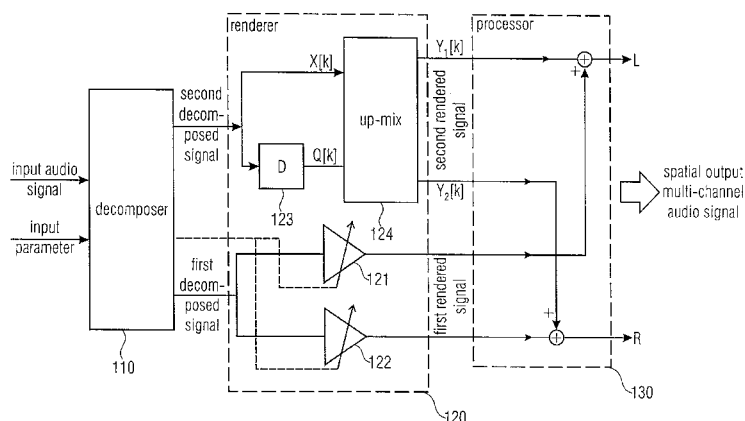 renderer
processor
X[k]
Y₁[k]
L
+
second
decom-
posed
signal
up-mix
second rendered
signal
input audio
signal
decomposer
D
Q[k]
123
Y₂[k]
124
spatial output
multi-channel
audio signal
input
parameter
121
first
decom-
posed
signal
first rendered
signal
+
R
110
122
120
130